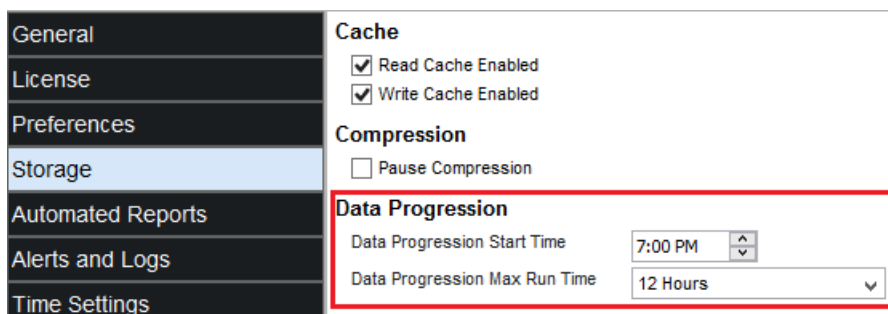 General
License
Preferences
Storage
Automated Reports
Alerts and Logs
Time Settings
Cache
Read Cache Enabled
Write Cache Enabled
Compression
Pause Compression
Data Progression
Data Progression Start Time 7:00 PM
Data Progression Max Run Time 12 Hours